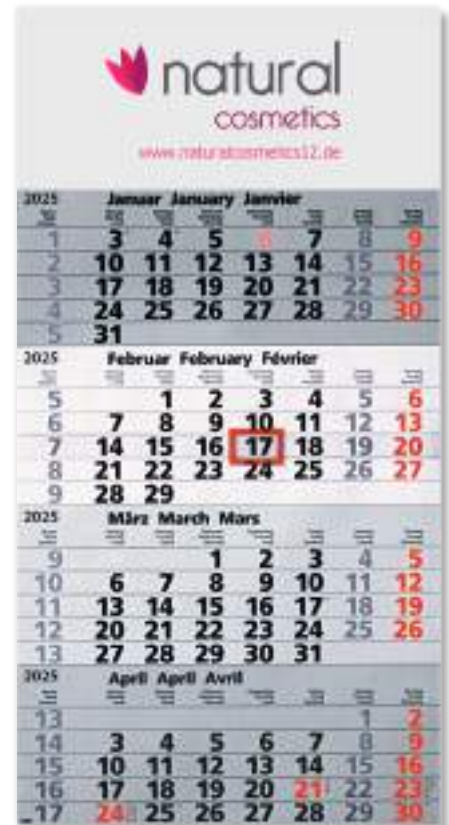 natural
cosmetics
www.naturalcosmetics12.de
2025 Januar January Janvier
1 3 4 5 6 7 8 9
2 10 11 12 13 14 15 16
3 17 18 19 20 21 22 23
4 24 25 26 27 28 29 30
5 31
2025 Februar February Février
5 1 2 3 4 5 6
6 7 8 9 10 11 12 13
7 14 15 16 17 18 19 20
8 21 22 23 24 25 26 27
9 28 29
2025 März March Mars
9 1 2 3 4 5
10 6 7 8 9 10 11 12
11 13 14 15 16 17 18 19
12 20 21 22 23 24 25 26
13 27 28 29 30 31
2025 April April Avril
13 1 2
14 3 4 5 6 7 8 9
15 10 11 12 13 14 15 16
16 17 18 19 20 21 22 23
17 24 25 26 27 28 29 30